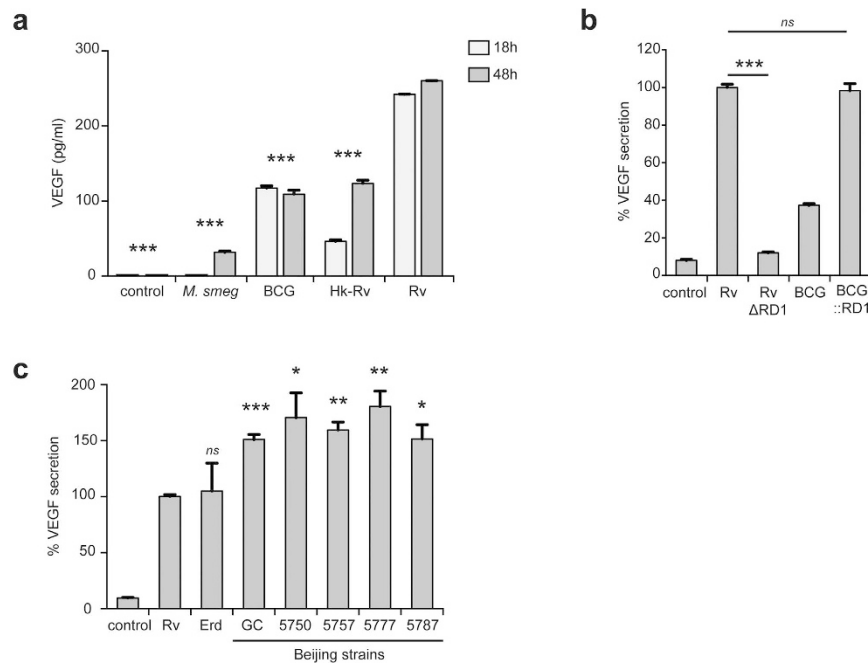 a
300
200
100
0
VEGF (pg/ml)
18h
48h
***
***
***
***
control M. smeg BCG Hk-Rv Rv
b
ns
***
120
100
80
60
40
20
0
% VEGF secretion
control Rv Rv BCG BCG
ΔRD1 ::RD1
c
200
150
100
50
0
% VEGF secretion
ns
***
*
**
**
*
control Rv Erd GC 5750 5757 5777 5787
Beijing strains